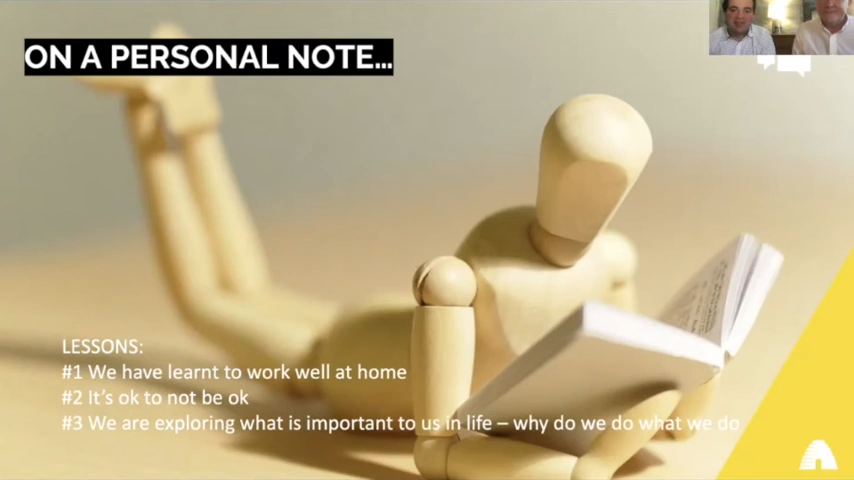 ON A PERSONAL NOTE...
LESSONS:
#1 We have learnt to work well at home
#2 It's ok to not be ok
#3 We are exploring what is important to us in life – why do we do what we do